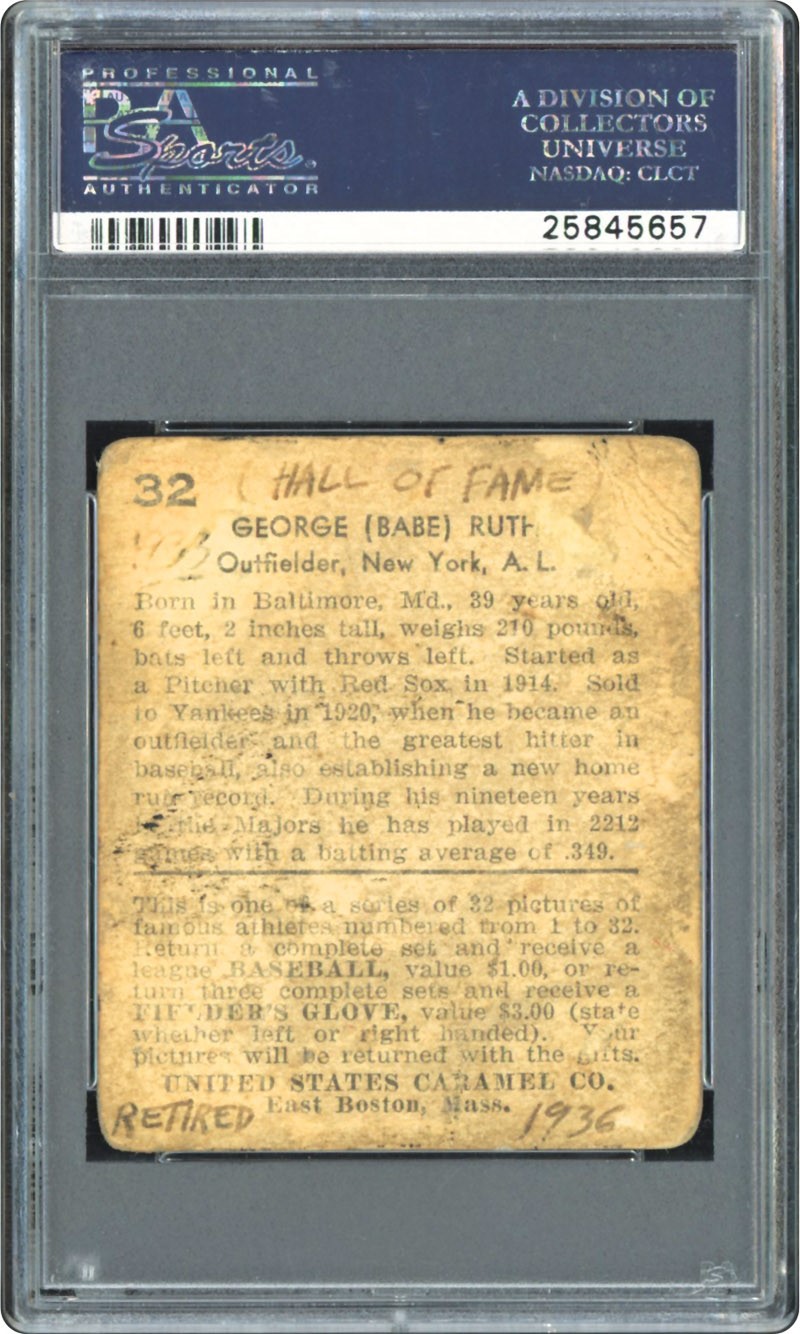 PROFESSIONAL
PSA
Sports.
AUTHENTICATOR
A DIVISION OF
COLLECTORS
UNIVERSE
NASDAQ: CLCT
25845657
32 (HALL OF FAME)
GEORGE (BABE) RUTH
Outfielder, New York, A. L.
Born in Baltimore, Md., 39 years old,
6 feet, 2 inches tall, weighs 210 pounds,
bats left and throws left. Started as
a Pitcher with Red Sox in 1914. Sold
to Yankees in 1920, when he became an
outfielder and the greatest hitter in
baseball, also establishing a new home
run record. During his nineteen years
in the Majors he has played in 2212
games with a batting average of .349.
This is one of a series of 32 pictures of
famous athletes numbered from 1 to 32.
Return a complete set and receive a
league BASEBALL, value $1.00, or re-
turn three complete sets and receive a
FIELDER'S GLOVE, value $3.00 (state
whether left or right handed). Your
pictures will be returned with the gifts.
UNITED STATES CARAMEL CO.
East Boston, Mass.
RETIRED 1936